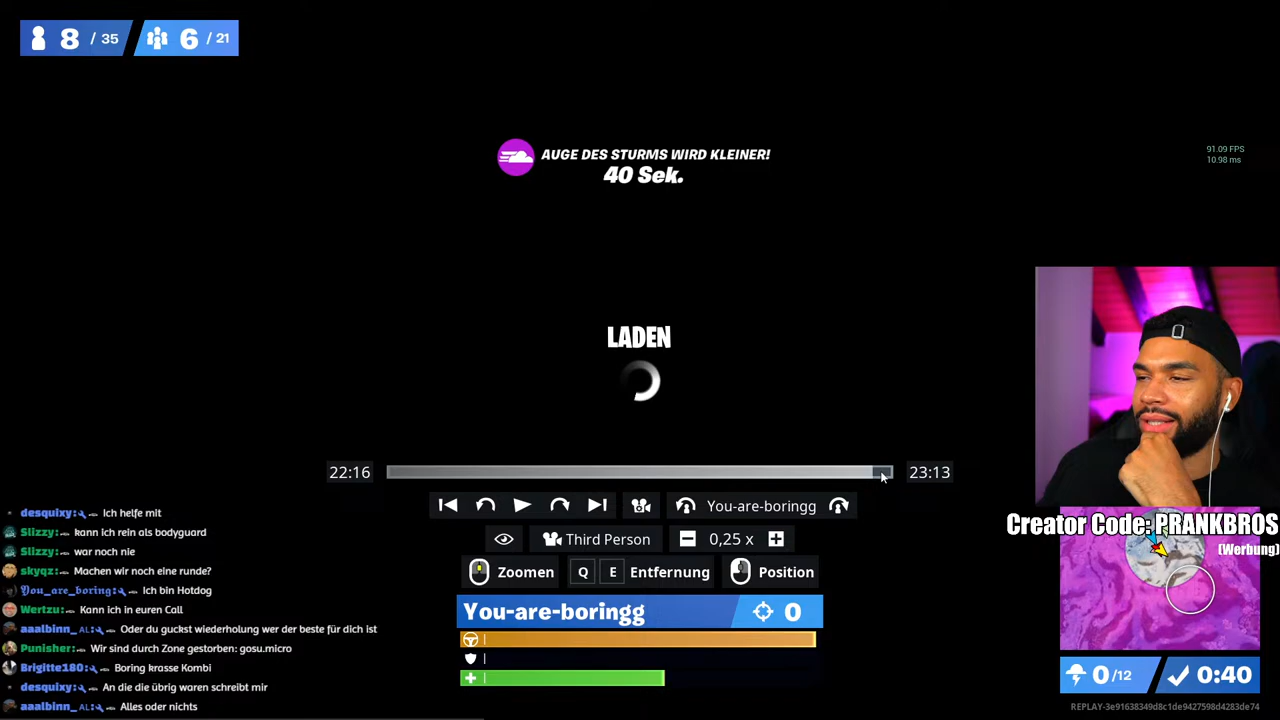 8 / 35 6 / 21
AUGE DES STURMS WIRD KLEINER!
40 Sek.
91.09 FPS
10.98 ms
LADEN
22:16 23:13
You-are-boringg
Third Person 0,25 x
Zoomen Q E Entfernung Position
You-are-boringg 0
desquixy: Ich helfe mit
Slizzy: kann ich rein als bodyguard
Slizzy: war noch nie
skyqz: Machen wir noch eine runde?
You_are_boring: Ich bin Hotdog
Wertzu: Kann ich in euren Call
aaalbinn_AL: Oder du guckst wiederholung wer der beste für dich ist
Punisher: Wir sind durch Zone gestorben: gosu.micro
Brigitte180: Boring krasse Kombi
desquixy: An die die übrig waren schreibt mir
aaalbinn_AL: Alles oder nichts
Creator Code: PRANKBROS
(Werbung)
0/12 0:40
REPLAY-3e91638349d8c1de9427598d4283de74